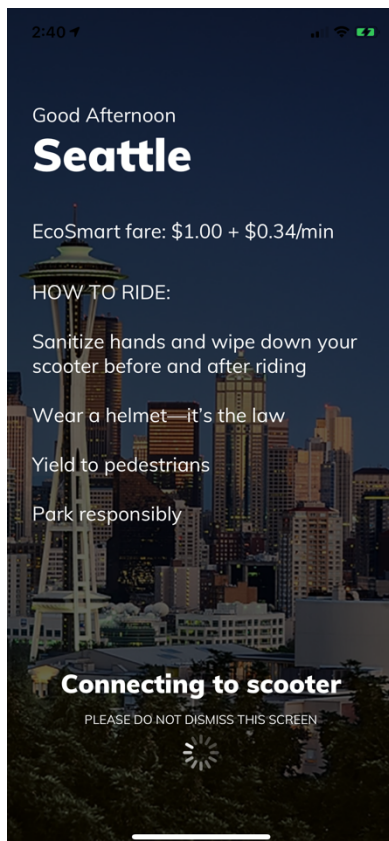 2:40
Good Afternoon
Seattle
EcoSmart fare: $1.00 + $0.34/min
HOW TO RIDE:
Sanitize hands and wipe down your
scooter before and after riding
Wear a helmet—it's the law
Yield to pedestrians
Park responsibly
Connecting to scooter
PLEASE DO NOT DISMISS THIS SCREEN